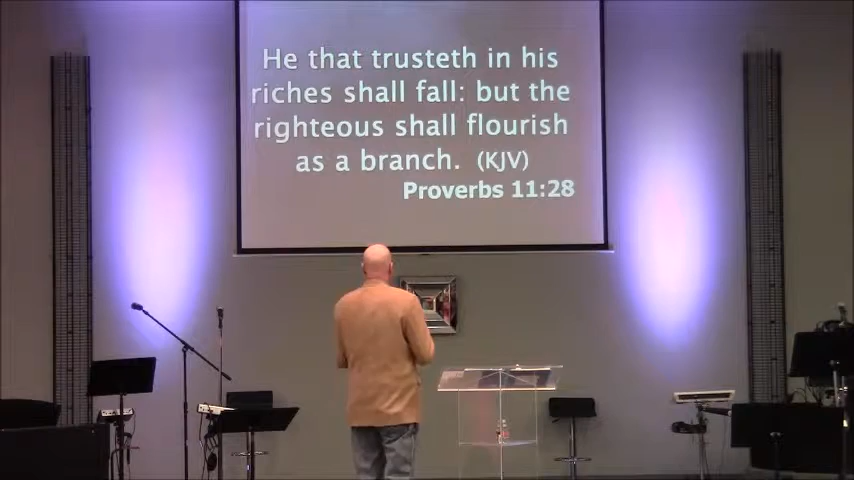 He that trusteth in his
riches shall fall: but the
righteous shall flourish
as a branch. (KJV)
Proverbs 11:28